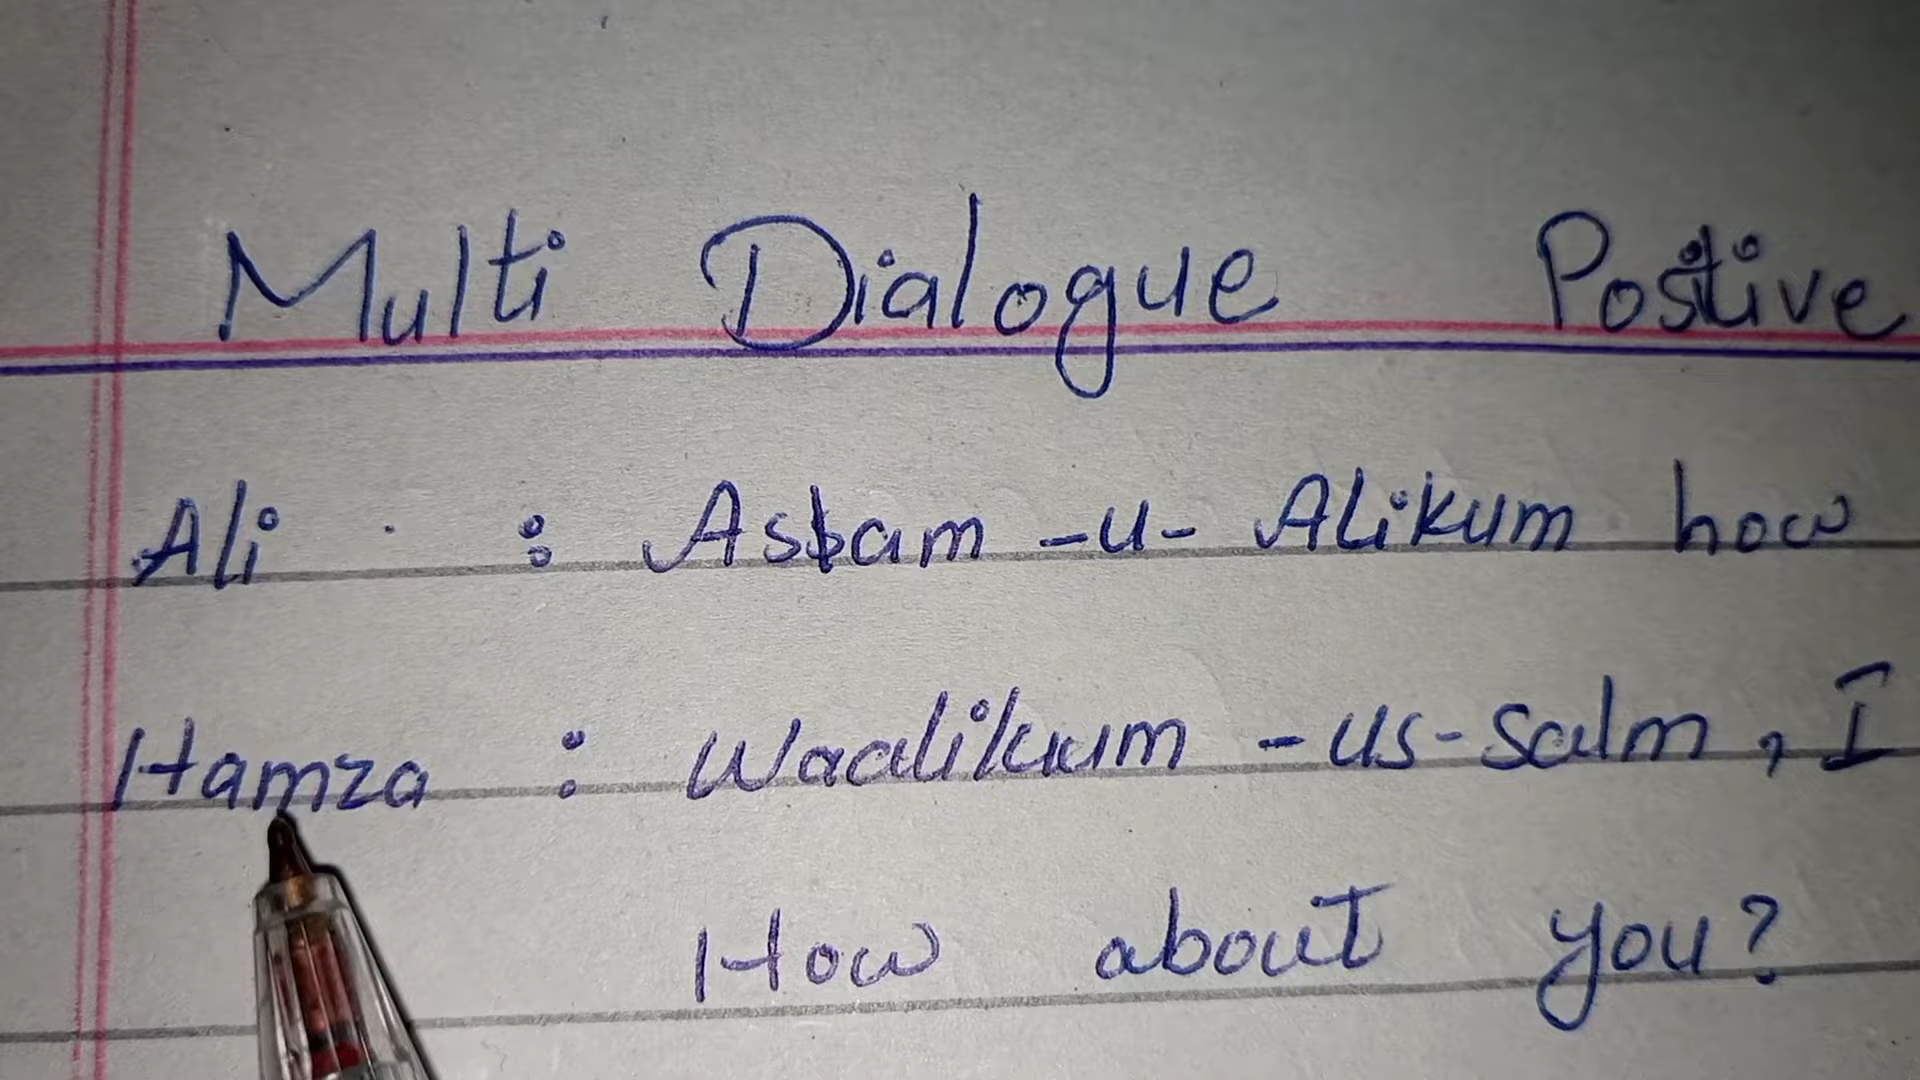 Multi Dialogue Postive
Ali : Aslam -u- Alikum how
Hamza : Waalikum -us-Salm, I
How about you?